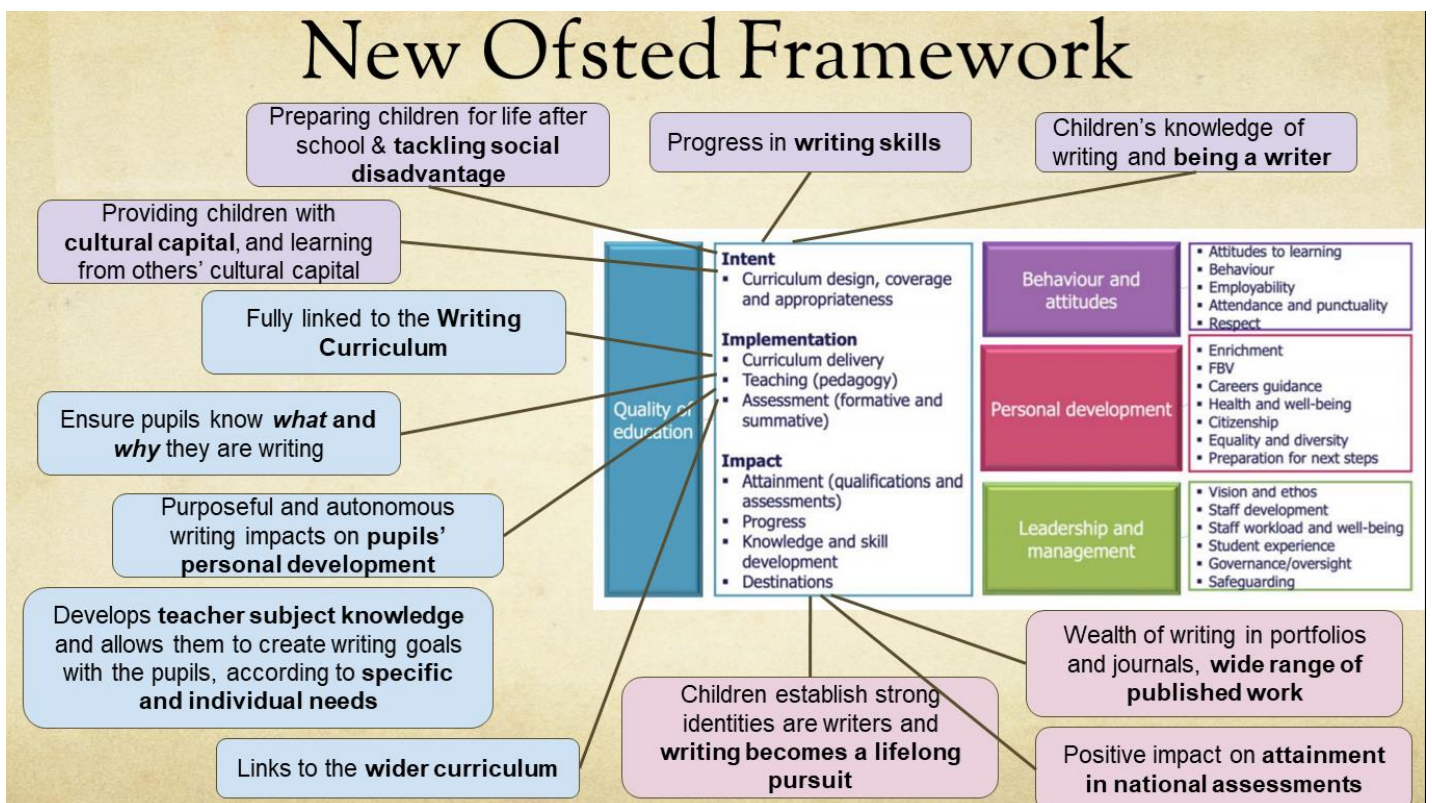 New Ofsted Framework
Preparing children for life after
school & tackling social
disadvantage
Progress in writing skills
Children's knowledge of
writing and being a writer
Providing children with
cultural capital, and learning
from others' cultural capital
Fully linked to the Writing
Curriculum
Ensure pupils know what and
why they are writing
Purposeful and autonomous
writing impacts on pupils'
personal development
Develops teacher subject knowledge
and allows them to create writing goals
with the pupils, according to specific
and individual needs
Links to the wider curriculum
Quality of
education
Intent
▪ Curriculum design, coverage
and appropriateness
Implementation
▪ Curriculum delivery
▪ Teaching (pedagogy)
▪ Assessment (formative and
summative)
Impact
▪ Attainment (qualifications and
assessments)
▪ Progress
▪ Knowledge and skill
development
▪ Destinations
Behaviour and
attitudes
▪ Attitudes to learning
▪ Behaviour
▪ Employability
▪ Attendance and punctuality
▪ Respect
Personal development
▪ Enrichment
▪ FBV
▪ Careers guidance
▪ Health and well-being
▪ Citizenship
▪ Equality and diversity
▪ Preparation for next steps
Leadership and
management
▪ Vision and ethos
▪ Staff development
▪ Staff workload and well-being
▪ Student experience
▪ Governance/oversight
▪ Safeguarding
Children establish strong
identities are writers and
writing becomes a lifelong
pursuit
Wealth of writing in portfolios
and journals, wide range of
published work
Positive impact on attainment
in national assessments